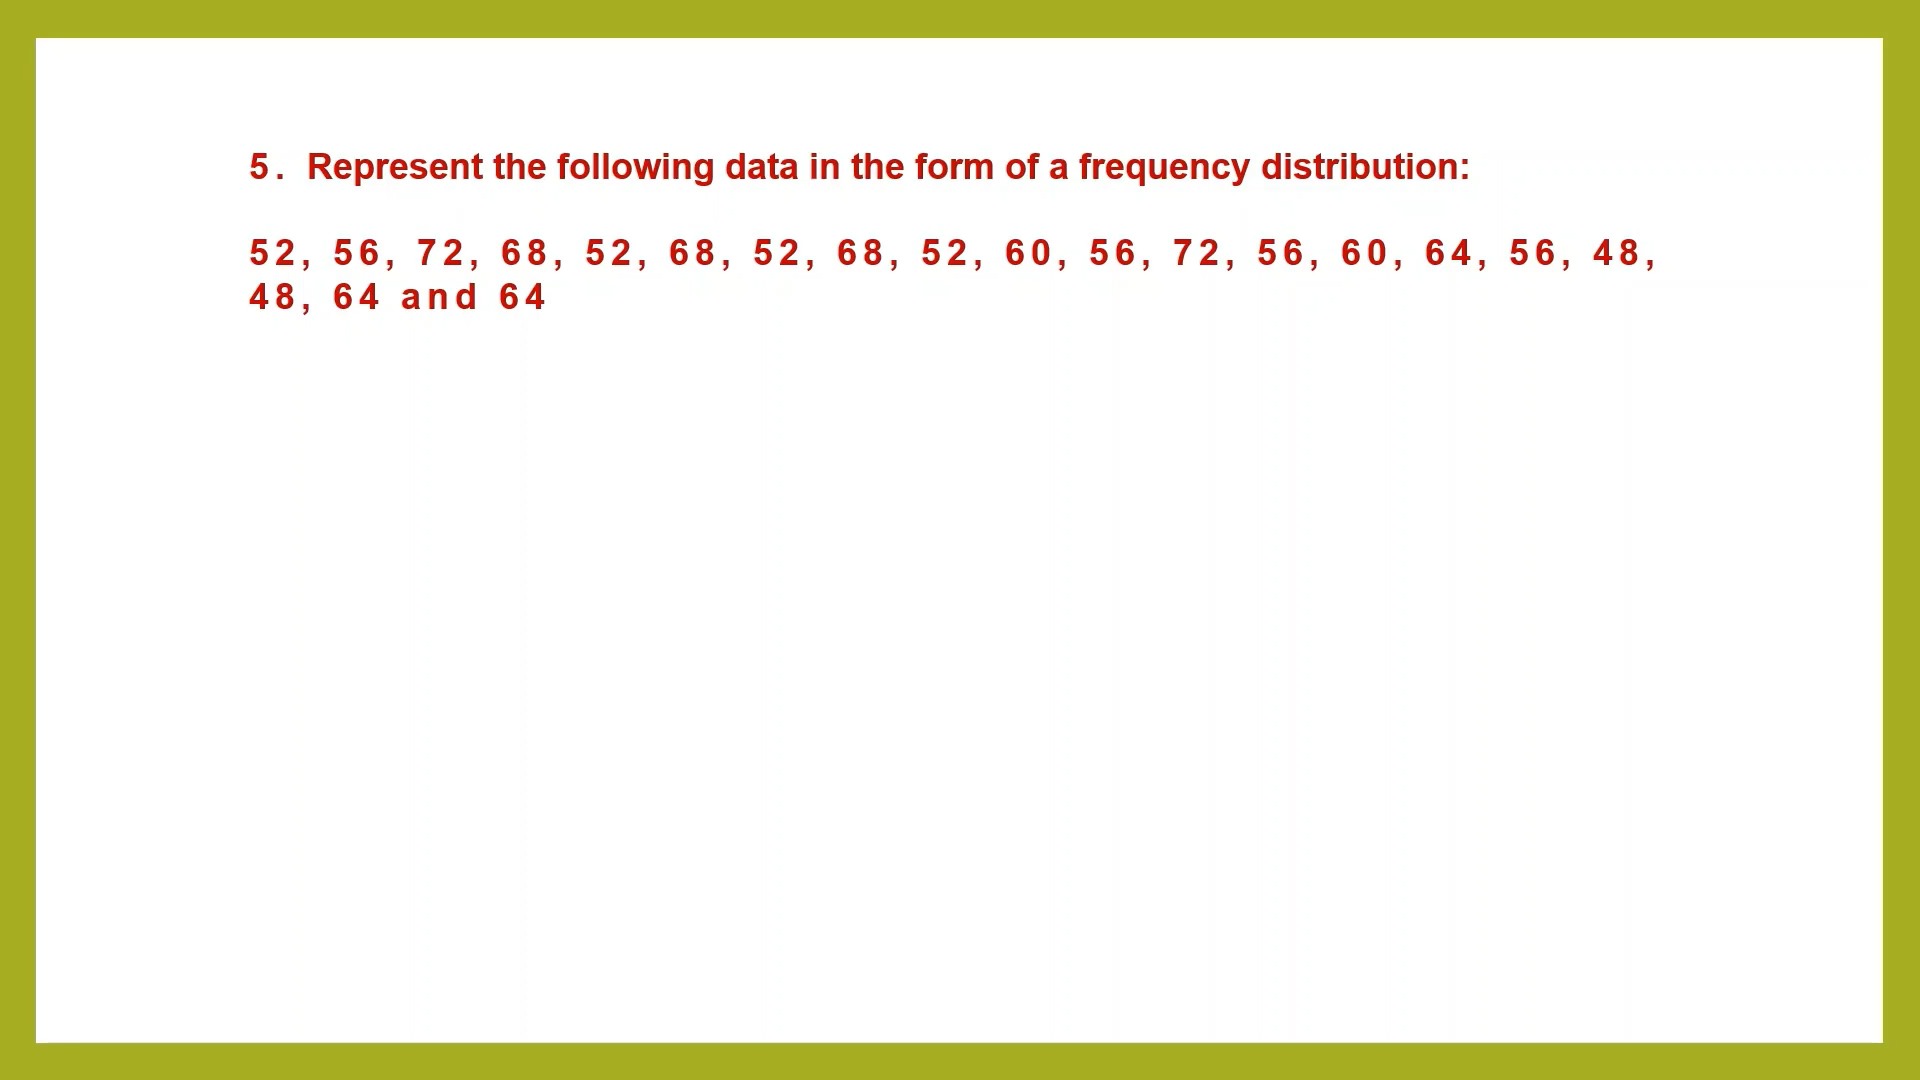 5. Represent the following data in the form of a frequency distribution:
52, 56, 72, 68, 52, 68, 52, 68, 52, 60, 56, 72, 56, 60, 64, 56, 48,
48, 64 and 64